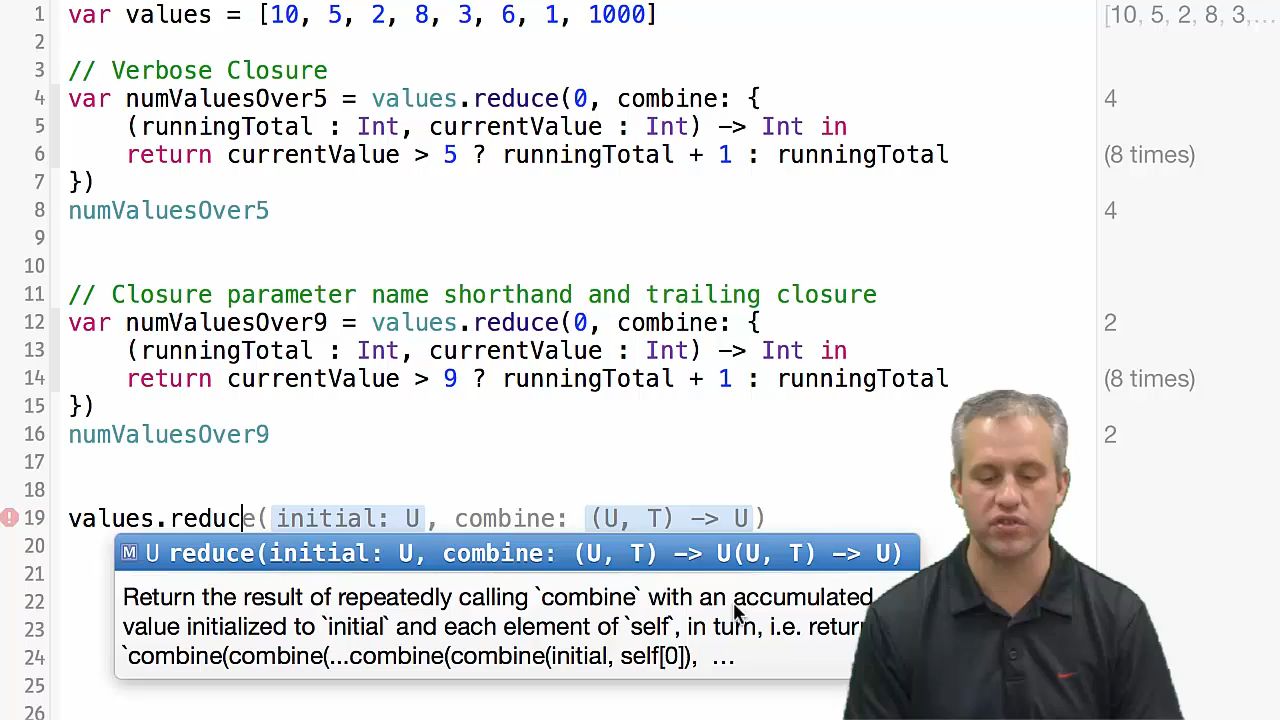 1 var values = [10, 5, 2, 8, 3, 6, 1, 1000] [10, 5, 2, 8, 3,...
2
3 // Verbose Closure
4 var numValuesOver5 = values.reduce(0, combine: { 4
5 (runningTotal : Int, currentValue : Int) -> Int in
6 return currentValue > 5 ? runningTotal + 1 : runningTotal (8 times)
7 })
8 numValuesOver5 4
9
10
11 // Closure parameter name shorthand and trailing closure
12 var numValuesOver9 = values.reduce(0, combine: { 2
13 (runningTotal : Int, currentValue : Int) -> Int in
14 return currentValue > 9 ? runningTotal + 1 : runningTotal (8 times)
15 })
16 numValuesOver9 2
17
18
19 values.reduce(initial: U, combine: (U, T) -> U)
20 M U reduce(initial: U, combine: (U, T) -> U(U, T) -> U)
21
22 Return the result of repeatedly calling `combine` with an accumulated
23 value initialized to `initial` and each element of `self`, in turn, i.e. return
24 `combine(combine(...combine(combine(initial, self[0]), ...
25
26